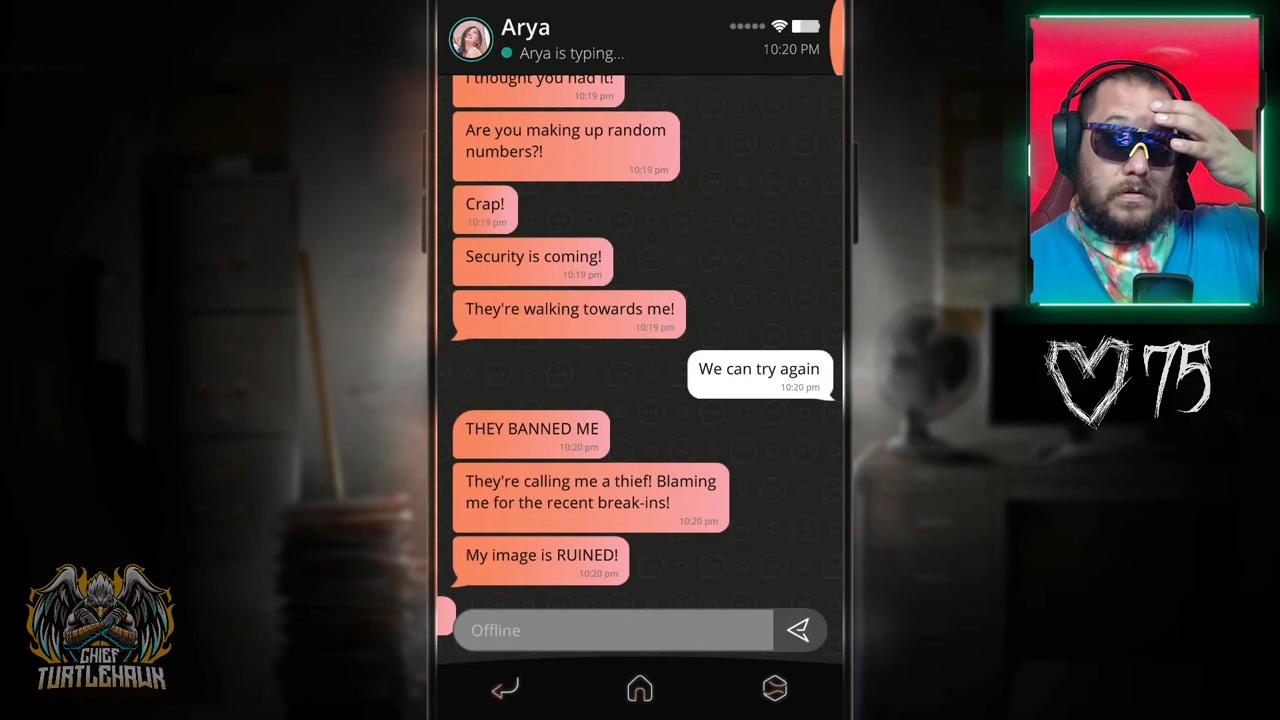 Arya
Arya is typing...
10:20 PM
I thought you had it!
10:19 pm
Are you making up random
numbers?!
10:19 pm
Crap!
10:19 pm
Security is coming!
10:19 pm
They're walking towards me!
10:19 pm
We can try again
10:20 pm
THEY BANNED ME
10:20 pm
They're calling me a thief! Blaming
me for the recent break-ins!
10:20 pm
My image is RUINED!
10:20 pm
Offline
75
CHIEF
TURTLEHAWK